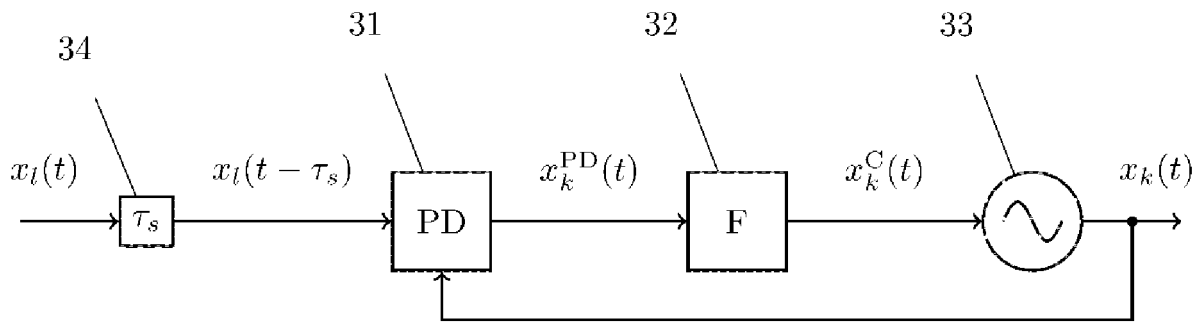 31 32 33
34
x_l(t) x_l(t − τ_s) x_k^PD(t) x_k^C(t) x_k(t)
τ_s PD F